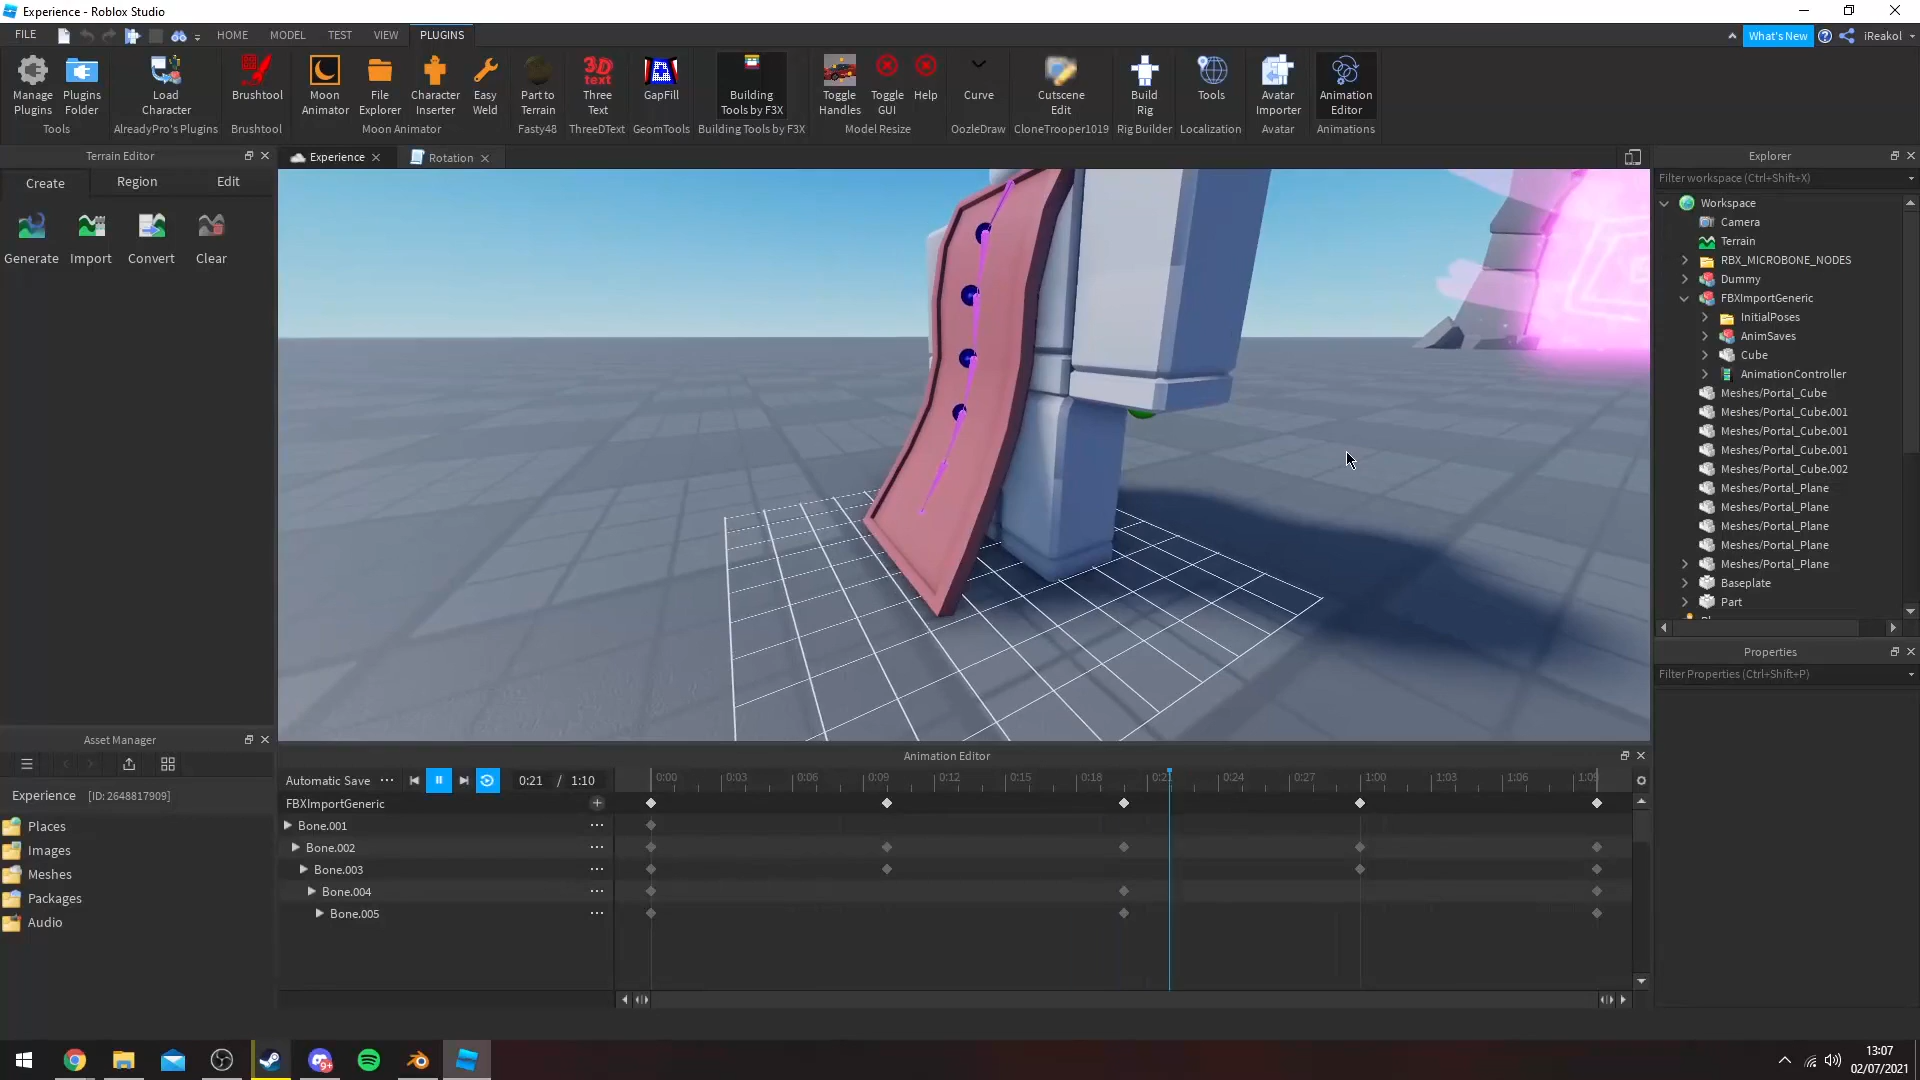 Experience - Roblox Studio
FILE
HOME
MODEL
TEST
VIEW
PLUGINS
What's New
iReakol
Manage Plugins
Plugins Folder
Load Character
Brushtool
Moon Animator
File Explorer
Character Inserter
Easy Weld
Part to Terrain
Three Text
GapFill
Building Tools by F3X
Toggle Handles
Toggle GUI
Help
Curve
Cutscene Edit
Build Rig
Tools
Avatar Importer
Animation Editor
3D text
Tools
AlreadyPro's Plugins
Brushtool
Moon Animator
Fasty48
ThreeDText
GeomTools
Building Tools by F3X
Model Resize
OozleDraw
CloneTrooper1019
Rig Builder
Localization
Avatar
Animations
Terrain Editor
Create
Region
Edit
Generate
Import
Convert
Clear
Experience
Rotation
Explorer
Filter workspace (Ctrl+Shift+X)
Workspace
Camera
Terrain
RBX_MICROBONE_NODES
Dummy
FBXImportGeneric
InitialPoses
AnimSaves
Cube
AnimationController
Meshes/Portal_Cube
Meshes/Portal_Cube.001
Meshes/Portal_Cube.001
Meshes/Portal_Cube.001
Meshes/Portal_Cube.002
Meshes/Portal_Plane
Meshes/Portal_Plane
Meshes/Portal_Plane
Meshes/Portal_Plane
Meshes/Portal_Plane
Baseplate
Part
Properties
Filter Properties (Ctrl+Shift+P)
Asset Manager
Experience [ID: 2648817909]
Places
Images
Meshes
Packages
Audio
Animation Editor
Automatic Save ···
0:21 / 1:10
0:00 0:03 0:06 0:09 0:12 0:15 0:18 0:21 0:24 0:27 1:00 1:03 1:06 1:09
FBXImportGeneric
Bone.001
Bone.002
Bone.003
Bone.004
Bone.005
9+
13:07
02/07/2021